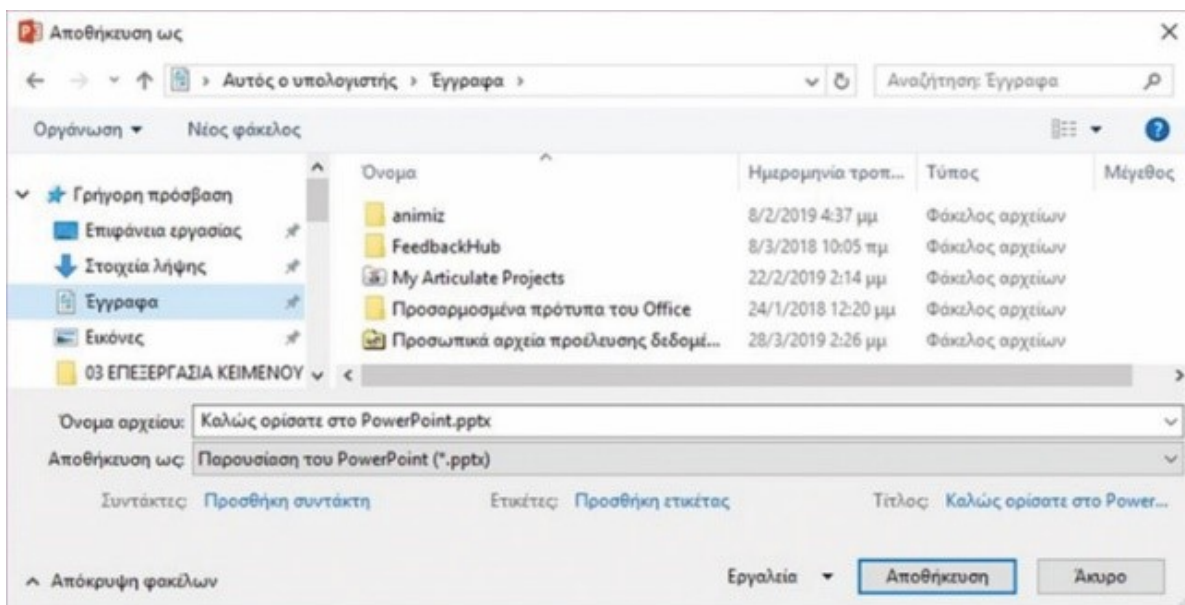 Αποθήκευση ως
Αυτός ο υπολογιστής › Έγγραφα ›
Αναζήτηση: Έγγραφα
Οργάνωση Νέος φάκελος
Όνομα Ημερομηνία τροπ... Τύπος Μέγεθος
Γρήγορη πρόσβαση
Επιφάνεια εργασίας
Στοιχεία λήψης
Έγγραφα
Εικόνες
03 ΕΠΕΞΕΡΓΑΣΙΑ ΚΕΙΜΕΝΟΥ
animiz 8/2/2019 4:37 μμ Φάκελος αρχείων
FeedbackHub 8/3/2018 10:05 πμ Φάκελος αρχείων
My Articulate Projects 22/2/2019 2:14 μμ Φάκελος αρχείων
Προσαρμοσμένα πρότυπα του Office 24/1/2018 12:20 μμ Φάκελος αρχείων
Προσωπικά αρχεία προέλευσης δεδομέ... 28/3/2019 2:26 μμ Φάκελος αρχείων
Όνομα αρχείου: Καλώς ορίσατε στο PowerPoint.pptx
Αποθήκευση ως: Παρουσίαση του PowerPoint (*.pptx)
Συντάκτες: Προσθήκη συντάκτη Ετικέτες: Προσθήκη ετικέτας Τίτλος: Καλώς ορίσατε στο Power...
Απόκρυψη φακέλων Εργαλεία Αποθήκευση Άκυρο